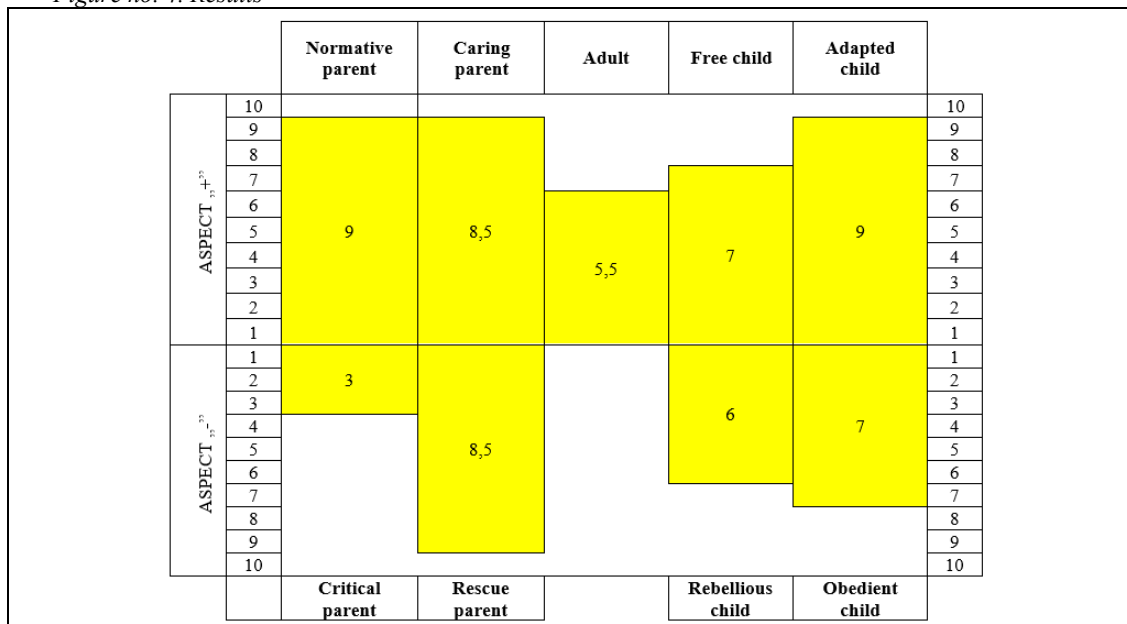 Figure no. 4. Results
Normative parent
Caring parent
Adult
Free child
Adapted child
ASPECT „+”
10 10
9 9
8 8
7 7
6 6
5 9 8,5 9 5
4 5,5 7 4
3 3
2 2
1 1
ASPECT „-”
1 1
2 3 2
3 3
4 6 7 4
5 8,5 5
6 6
7 7
8 8
9 9
10 10
Critical parent
Rescue parent
Rebellious child
Obedient child